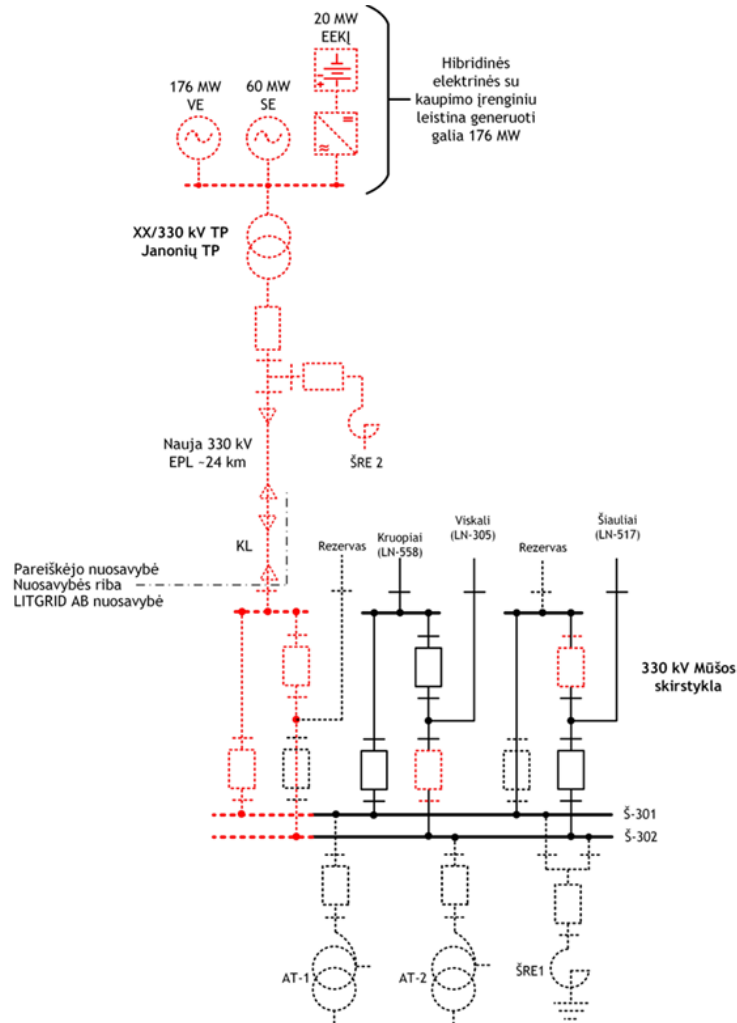 20 MW
EEKĮ
176 MW
VE
60 MW
SE
Hibridinės
elektrinės su
kaupimo įrenginiu
leistina generuoti
galia 176 MW
XX/330 kV TP
Janonių TP
ŠRE 2
Nauja 330 kV
EPL ~24 km
KL
Pareiškėjo nuosavybė
Nuosavybės riba
LITGRID AB nuosavybė
Rezervas
Kruopiai
(LN-558)
Viskali
(LN-305)
Rezervas
Šiauliai
(LN-517)
330 kV Mūšos
skirstykla
Š-301
Š-302
AT-1
AT-2
ŠRE1